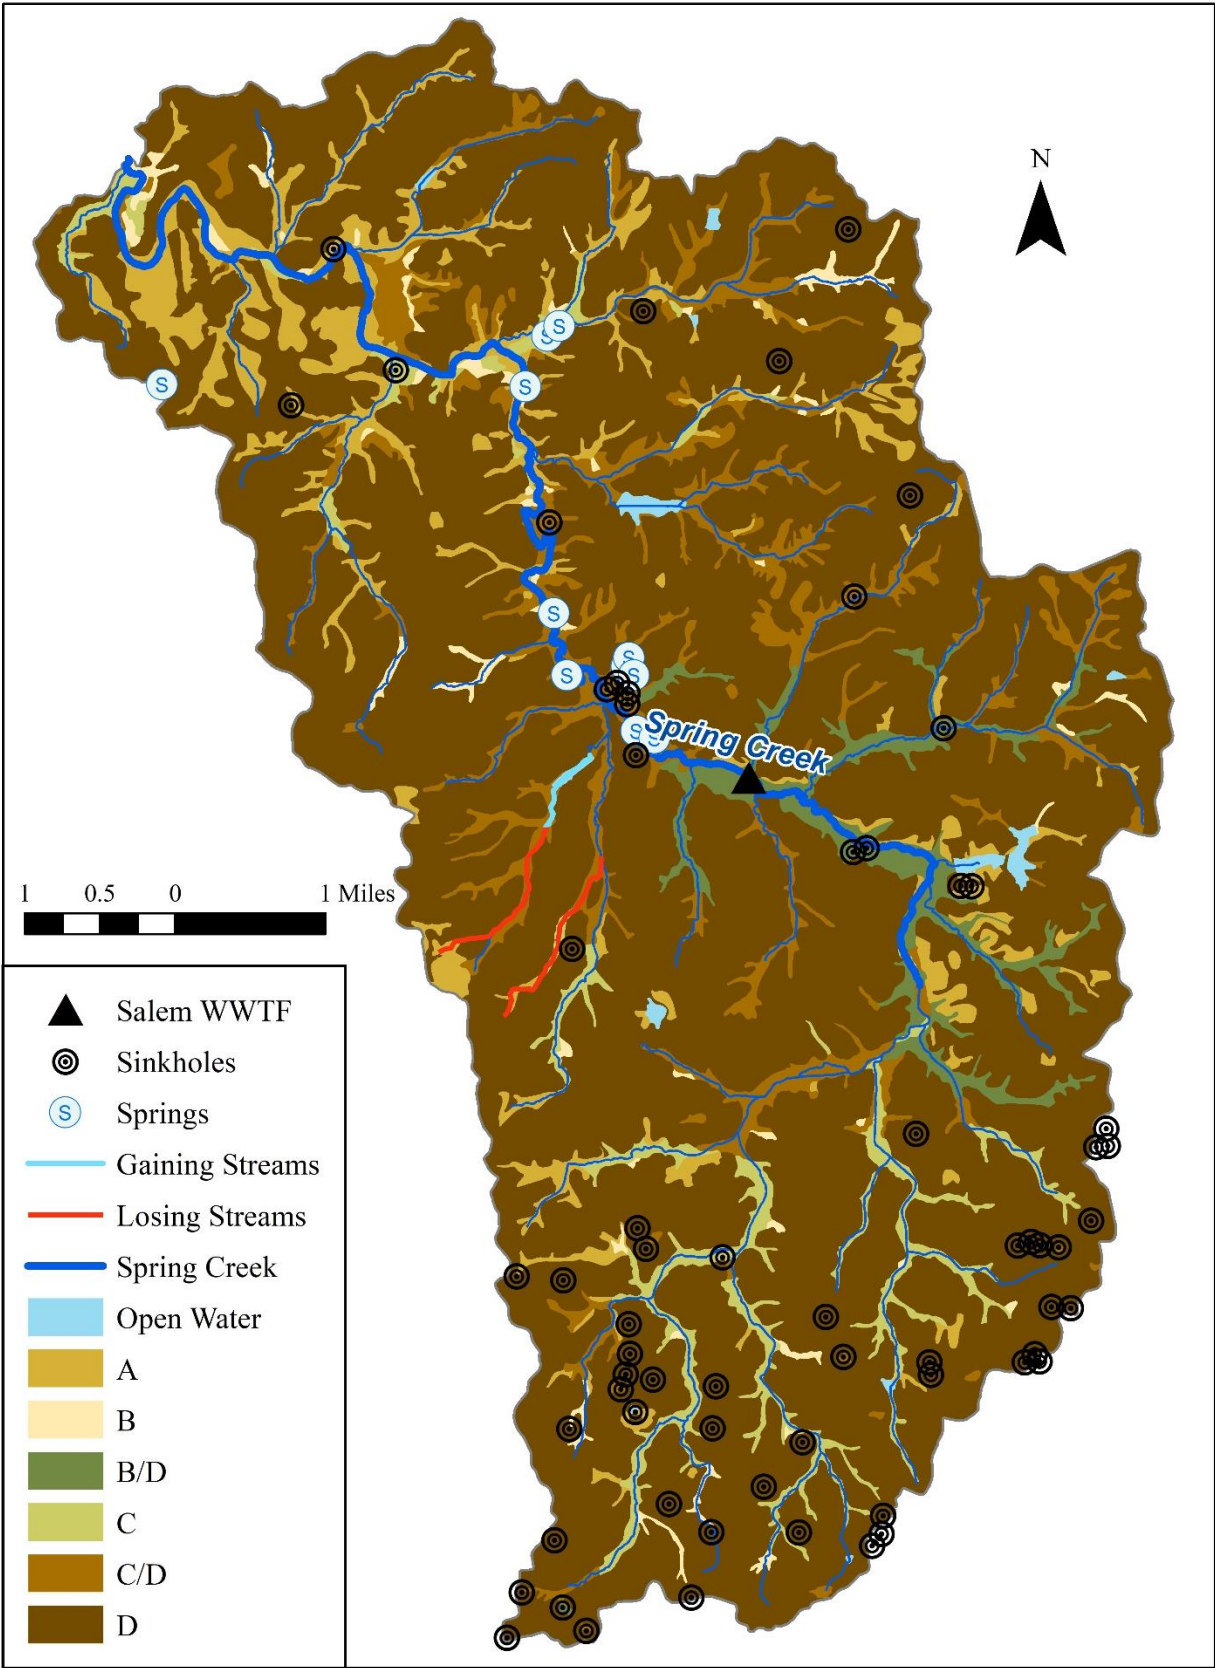 N
Spring Creek
1 0.5 0 1 Miles
Salem WWTF
Sinkholes
S Springs
Gaining Streams
Losing Streams
Spring Creek
Open Water
A
B
B/D
C
C/D
D
S
S
S
S
S
S
S
S
S
S